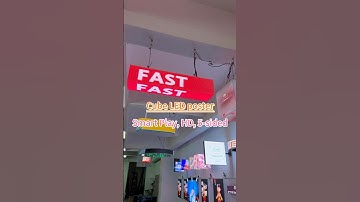 FAST
FAST
Cube LED poster
Smart Play, HD, 5-sided